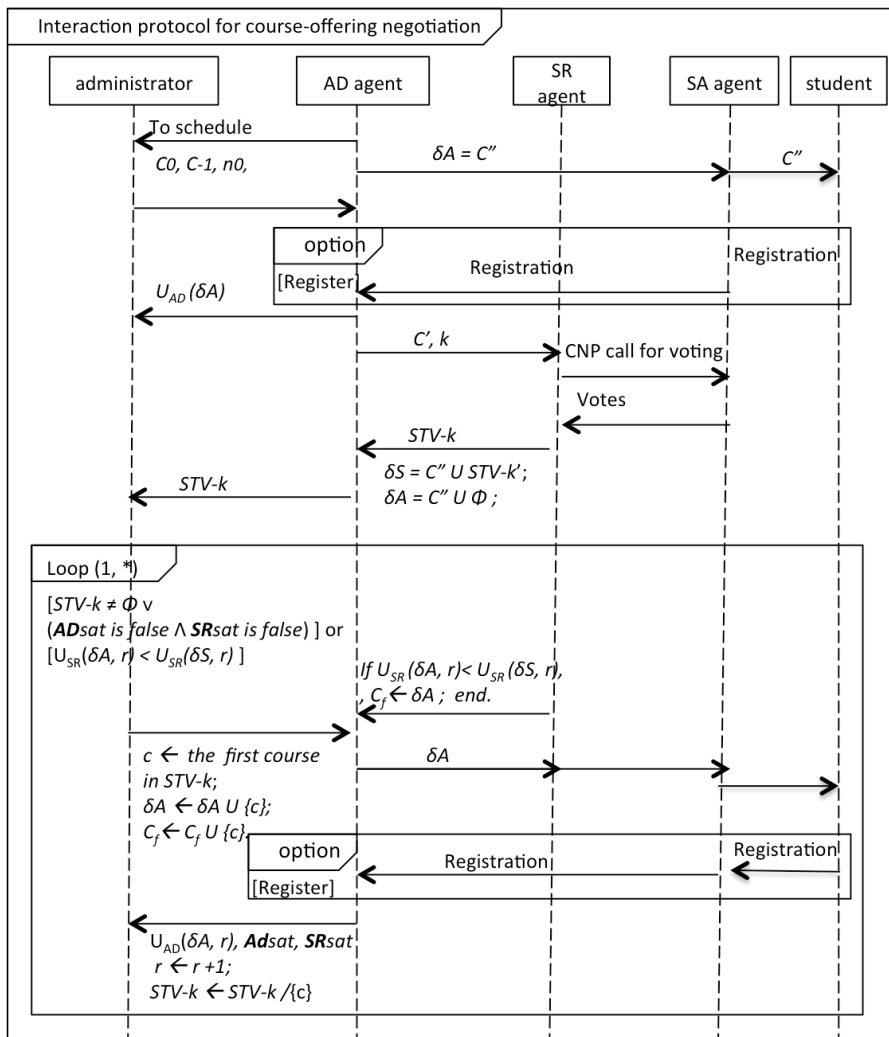 Interaction protocol for course-offering negotiation
administrator
AD agent
SR
agent
SA agent
student
To schedule
C0, C-1, n0,
δA = C″
C″
option
[Register]
Registration
Registration
U_AD (δA)
C′, k
CNP call for voting
Votes
STV-k
δS = C″ U STV-k′;
δA = C″ U Φ ;
STV-k
Loop (1, *)
[STV-k ≠ Φ v
(ADsat is false Λ SRsat is false) ] or
[U_SR(δA, r) < U_SR(δS, r) ]
If U_SR (δA, r)< U_SR (δS, r),
, C_f ← δA ; end.
c ← the first course
in STV-k;
δA ← δA U {c};
C_f ← C_f U {c}.
δA
option
[Register]
Registration
Registration
U_AD(δA, r), Adsat, SRsat
r ← r +1;
STV-k ← STV-k /{c}